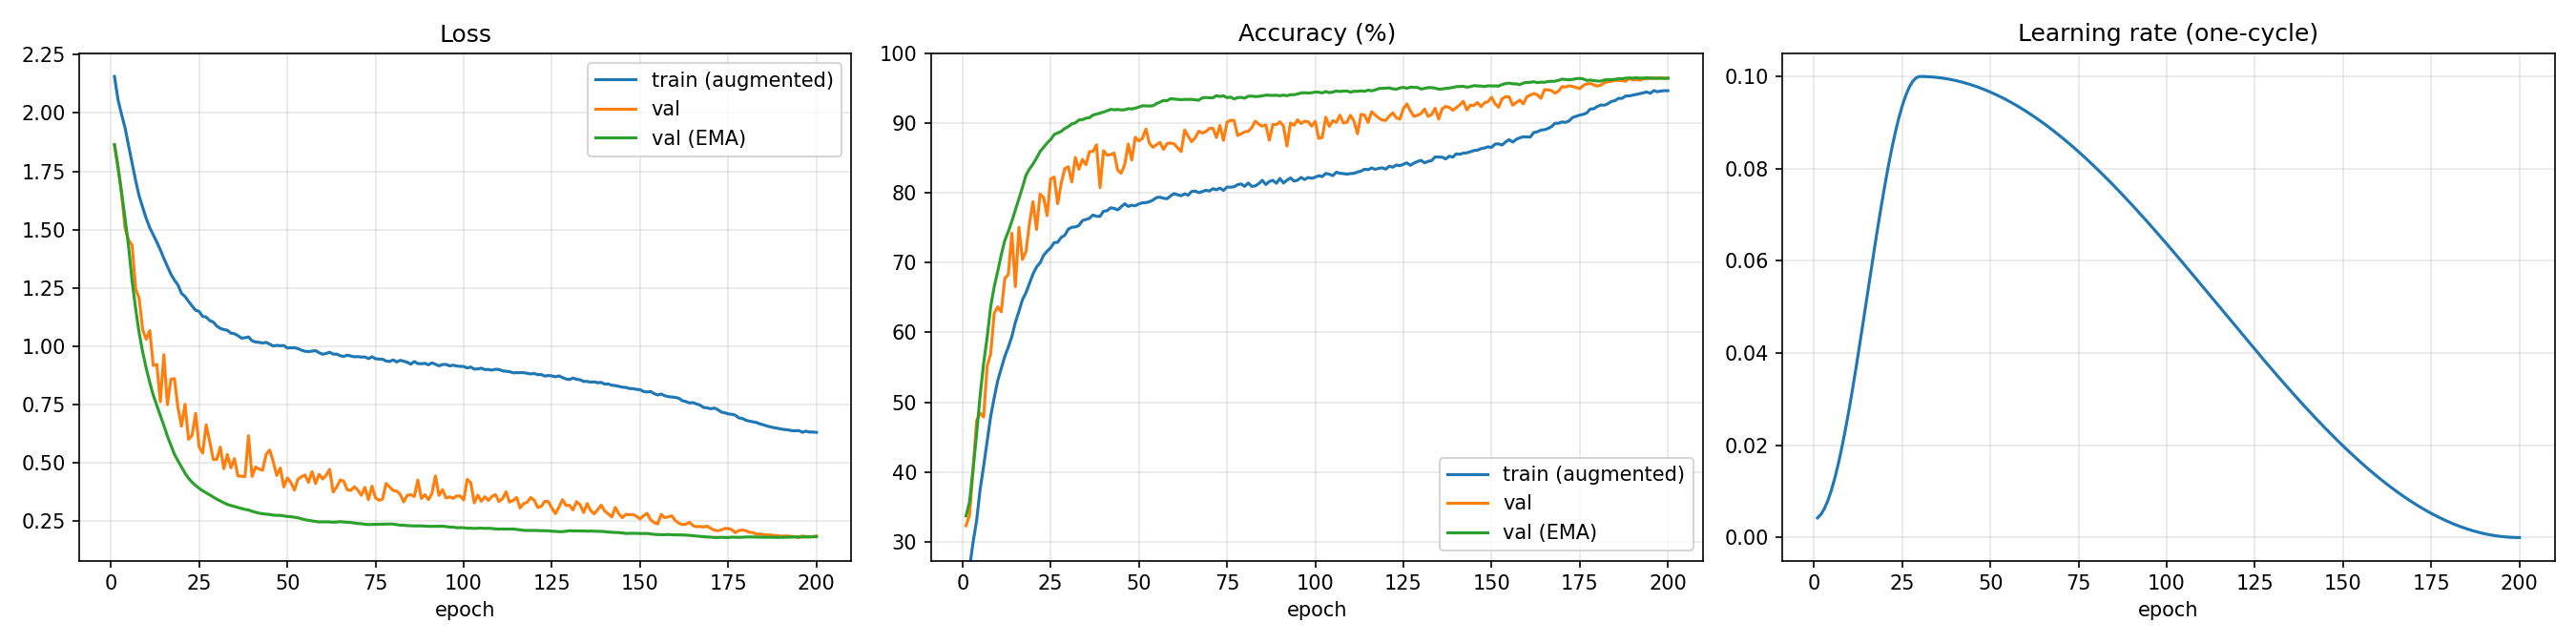 Loss
2.25
2.00
1.75
1.50
1.25
1.00
0.75
0.50
0.25
0 25 50 75 100 125 150 175 200
epoch
train (augmented)
val
val (EMA)
Accuracy (%)
100
90
80
70
60
50
40
30
0 25 50 75 100 125 150 175 200
epoch
train (augmented)
val
val (EMA)
Learning rate (one-cycle)
0.10
0.08
0.06
0.04
0.02
0.00
0 25 50 75 100 125 150 175 200
epoch